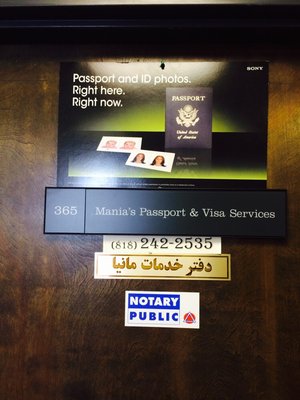 SONY
Passport and ID photos.
Right here.
Right now.
PASSPORT
United States
of America
365 Mania's Passport & Visa Services
(818) 242-2535
دفتر خدمات مانیا
NOTARY
PUBLIC